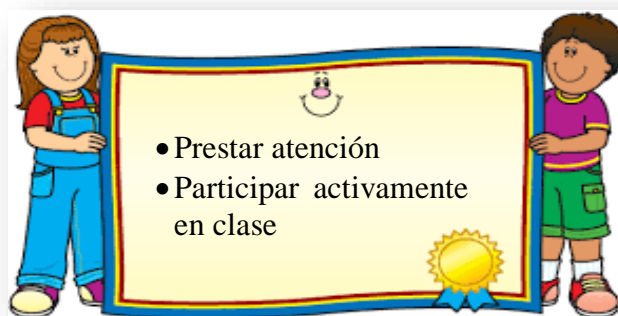 • Prestar atención
• Participar activamente
en clase